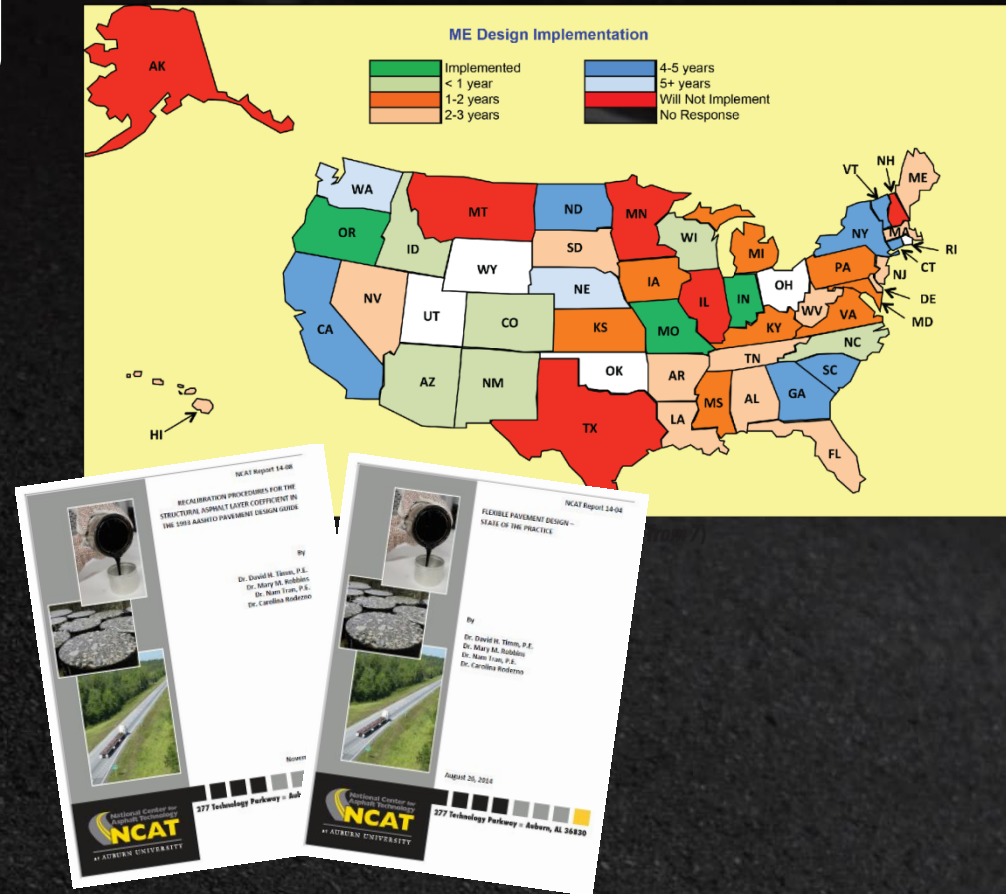 ME Design Implementation
Implemented
< 1 year
1-2 years
2-3 years
4-5 years
5+ years
Will Not Implement
No Response
AK
WA
OR
ID
MT
ND
MN
WI
MI
SD
WY
NE
IA
NV
UT
CO
KS
MO
IL
IN
OH
CA
AZ
NM
OK
TX
AR
LA
MS
AL
TN
KY
WV
VA
NC
SC
GA
FL
PA
NY
VT
NH
ME
MA
RI
CT
NJ
DE
MD
HI
NCAT Report 14-08
RECALIBRATION PROCEDURES FOR THE
STRUCTURAL ASPHALT LAYER COEFFICIENT IN
THE 1993 AASHTO PAVEMENT DESIGN GUIDE
By
Dr. David H. Timm, P.E.
Dr. Mary M. Robbins
Dr. Nam Tran, P.E.
Dr. Carolina Rodezno
Novem
National Center for
Asphalt Technology
NCAT
at AUBURN UNIVERSITY
277 Technology Parkway ▪ Aub
NCAT Report 14-04
FLEXIBLE PAVEMENT DESIGN –
STATE OF THE PRACTICE
By
Dr. David H. Timm, P.E.
Dr. Mary M. Robbins
Dr. Nam Tran, P.E.
Dr. Carolina Rodezno
August 26, 2014
National Center for
Asphalt Technology
NCAT
at AUBURN UNIVERSITY
277 Technology Parkway ▪ Auburn, AL 36830